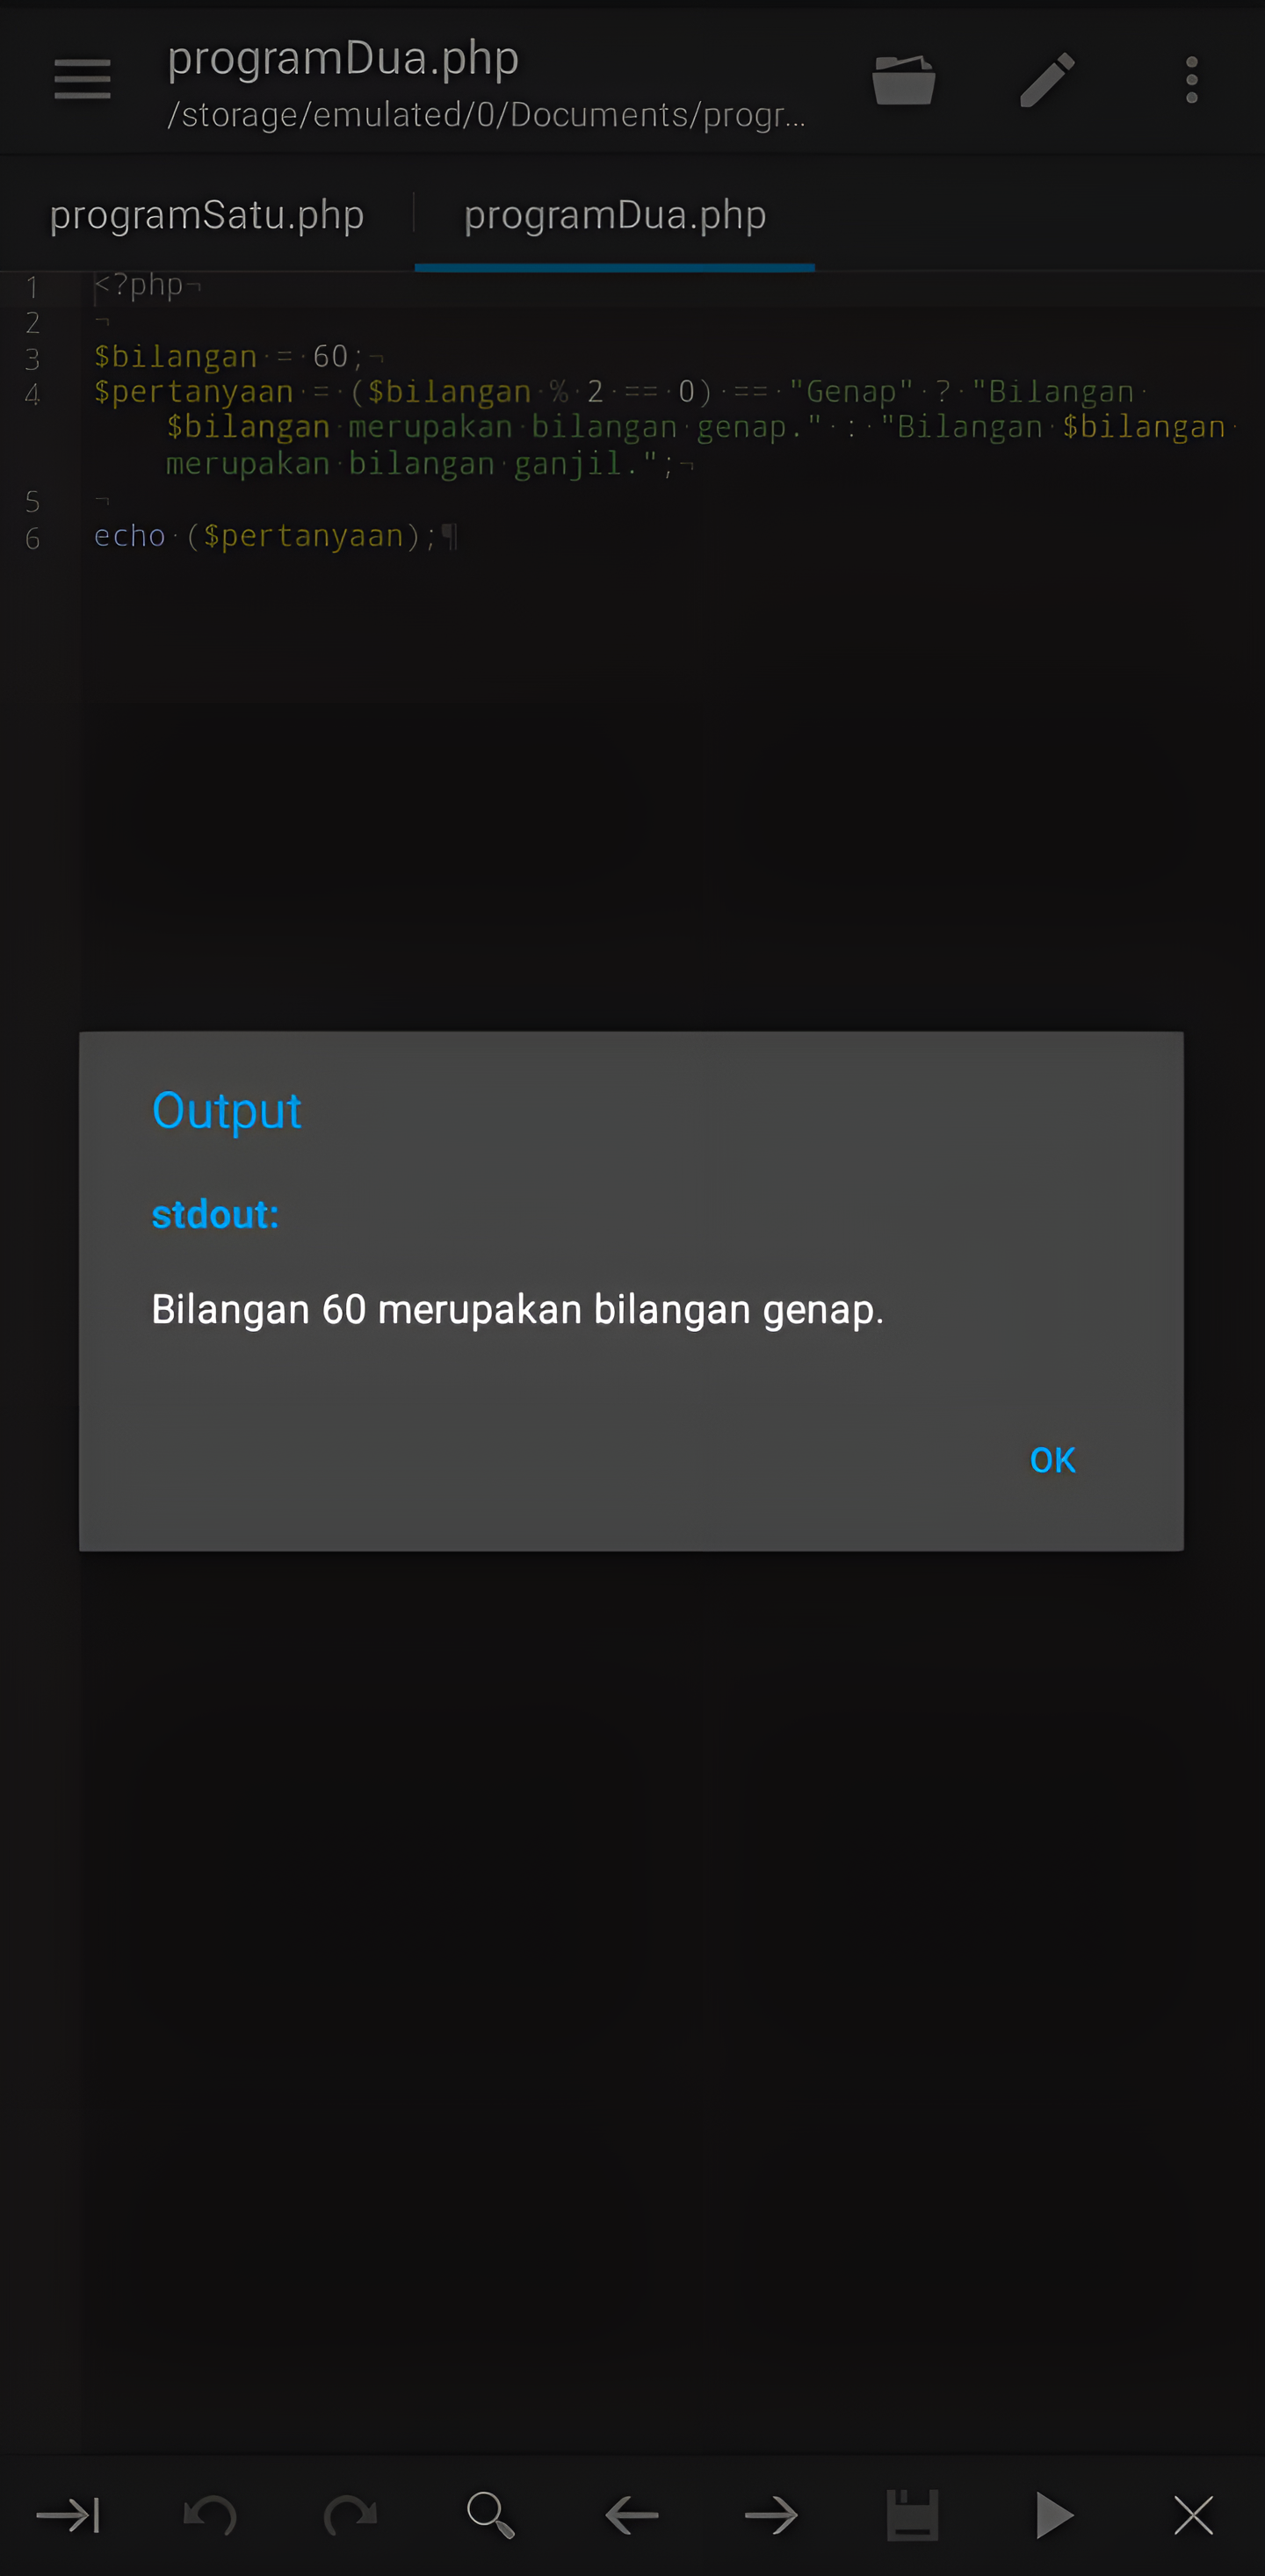 programDua.php
/storage/emulated/0/Documents/progr...
programSatu.php
programDua.php
1 <?php¬
2 ¬
3 $bilangan·=·60;¬
4 $pertanyaan·=·($bilangan·%·2·==·0)·==·"Genap"·?·"Bilangan·
$bilangan·merupakan·bilangan·genap."·:·"Bilangan·$bilangan·
merupakan·bilangan·ganjil.";¬
5 ¬
6 echo·($pertanyaan);¶
Output
stdout:
Bilangan 60 merupakan bilangan genap.
OK